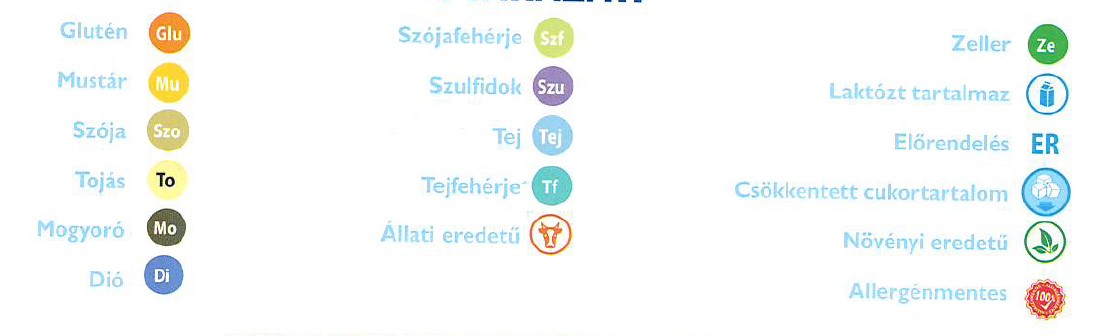 Glutén Glu
Mustár Mu
Szója Szo
Tojás To
Mogyoró Mo
Dió Di
Szójafehérje Szf
Szulfidok Szu
Tej Tej
Tejfehérje Tf
Állati eredetű
Zeller Ze
Laktózt tartalmaz
Előrendelés ER
Csökkentett cukortartalom
Növényi eredetű
Allergénmentes 100%